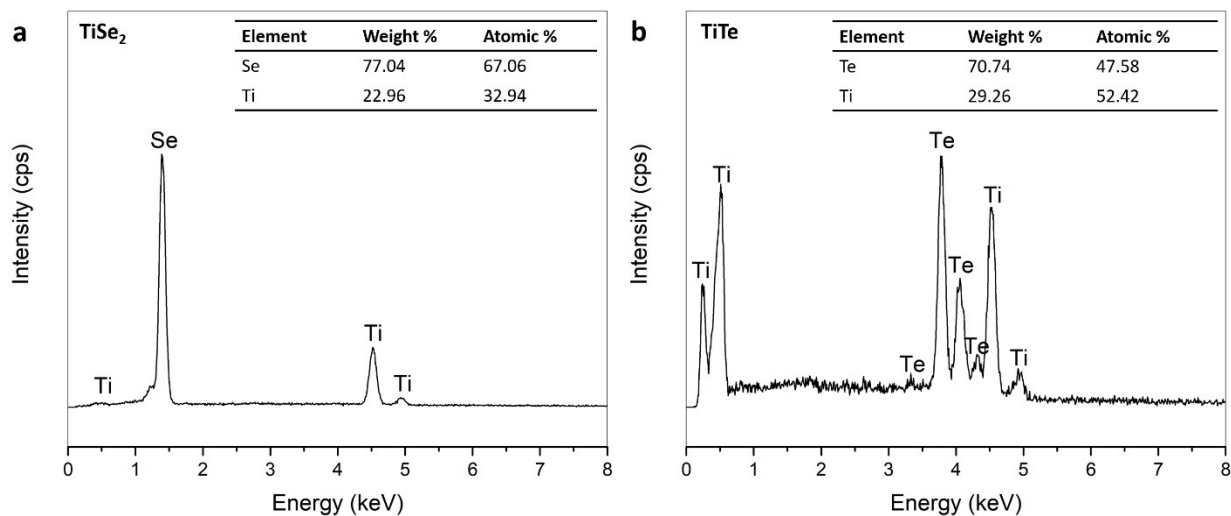 a
TiSe₂
Element Weight % Atomic %
Se 77.04 67.06
Ti 22.96 32.94
Intensity (cps)
Se
Ti
Ti
Ti
0 1 2 3 4 5 6 7 8
Energy (keV)
b
TiTe
Element Weight % Atomic %
Te 70.74 47.58
Ti 29.26 52.42
Intensity (cps)
Te
Ti
Ti
Te
Ti
Te
Te
Ti
0 1 2 3 4 5 6 7 8
Energy (keV)